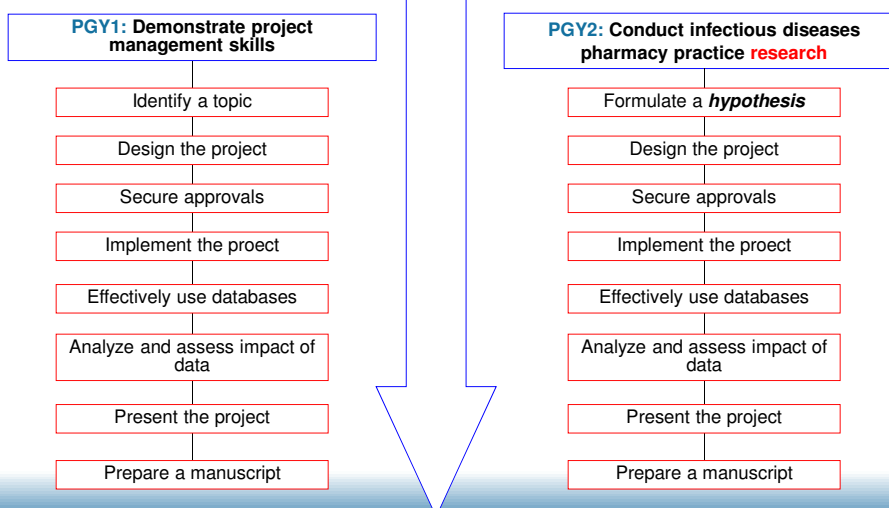 PGY1: Demonstrate project
management skills
Identify a topic
Design the project
Secure approvals
Implement the proect
Effectively use databases
Analyze and assess impact of
data
Present the project
Prepare a manuscript
PGY2: Conduct infectious diseases
pharmacy practice research
Formulate a hypothesis
Design the project
Secure approvals
Implement the proect
Effectively use databases
Analyze and assess impact of
data
Present the project
Prepare a manuscript